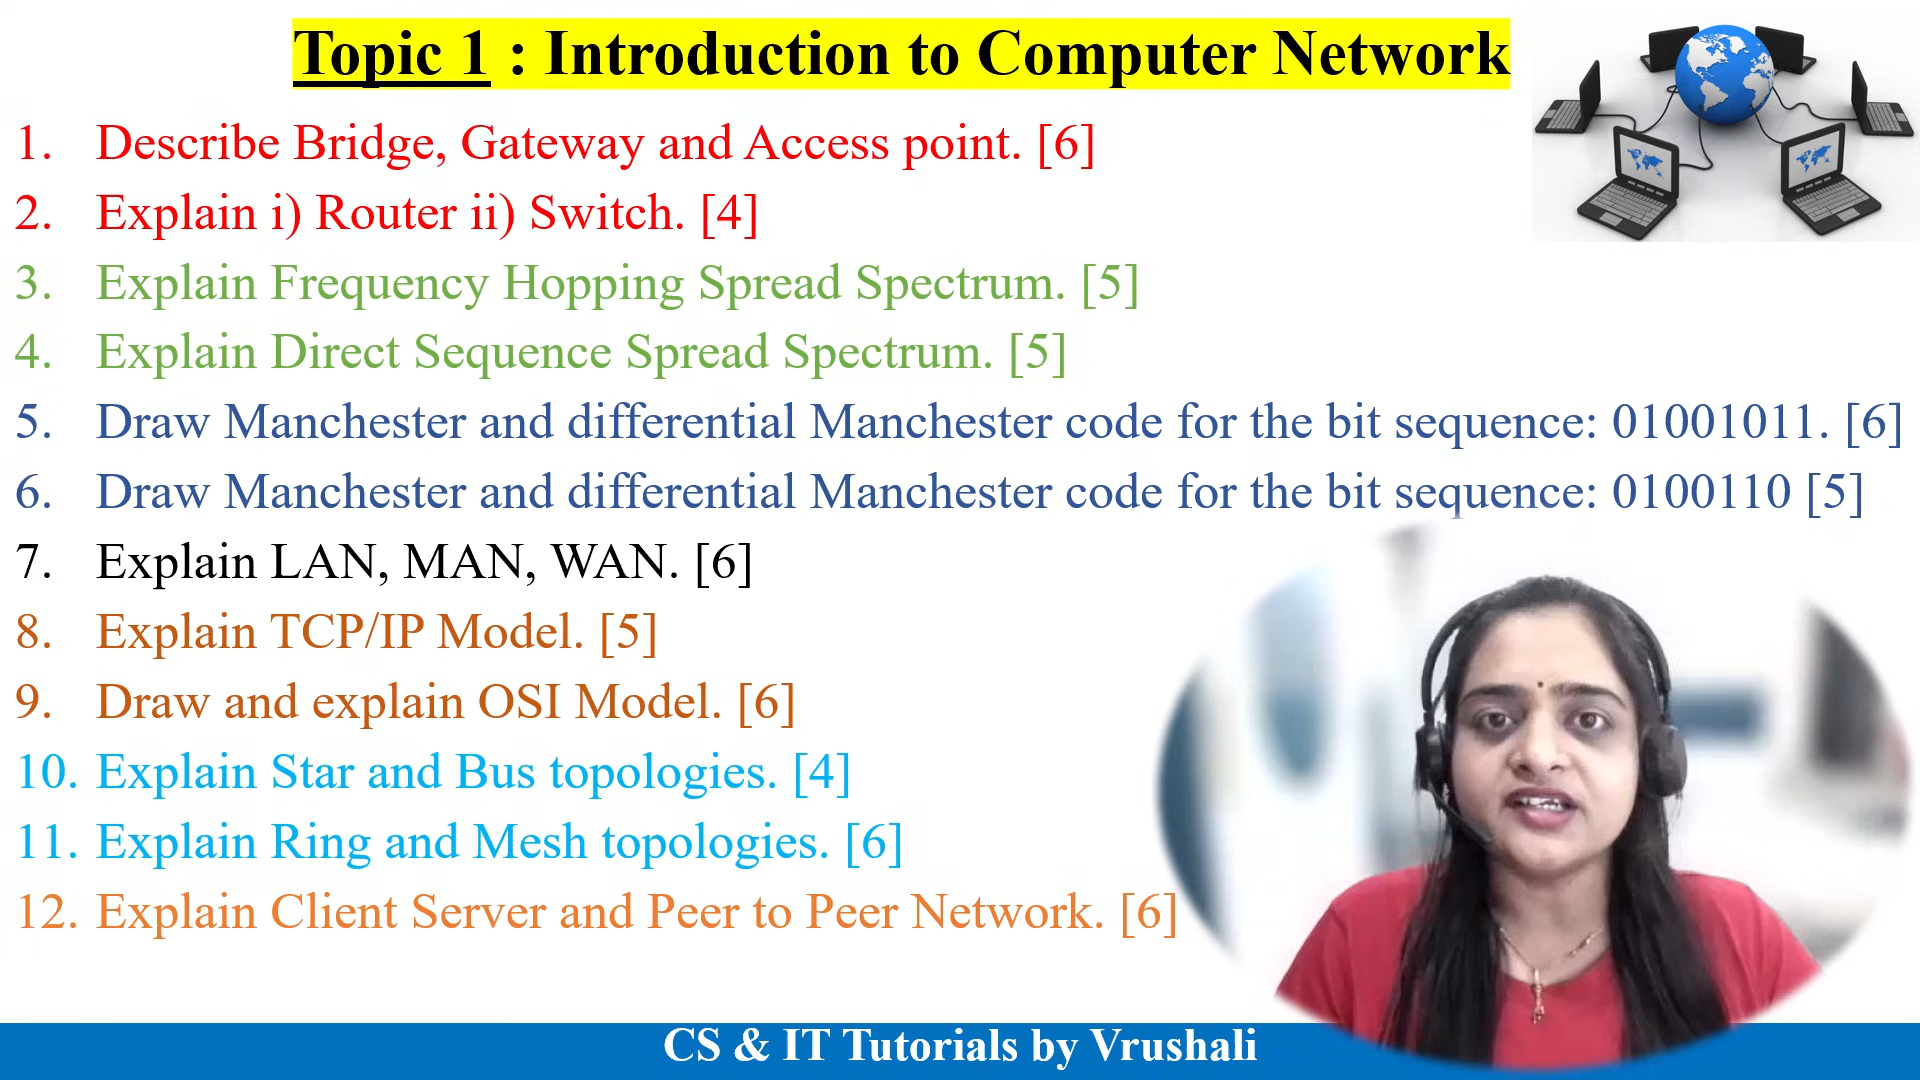 Topic 1 : Introduction to Computer Network
1. Describe Bridge, Gateway and Access point. [6]
2. Explain i) Router ii) Switch. [4]
3. Explain Frequency Hopping Spread Spectrum. [5]
4. Explain Direct Sequence Spread Spectrum. [5]
5. Draw Manchester and differential Manchester code for the bit sequence: 01001011. [6]
6. Draw Manchester and differential Manchester code for the bit sequence: 0100110 [5]
7. Explain LAN, MAN, WAN. [6]
8. Explain TCP/IP Model. [5]
9. Draw and explain OSI Model. [6]
10. Explain Star and Bus topologies. [4]
11. Explain Ring and Mesh topologies. [6]
12. Explain Client Server and Peer to Peer Network. [6]
CS & IT Tutorials by Vrushali